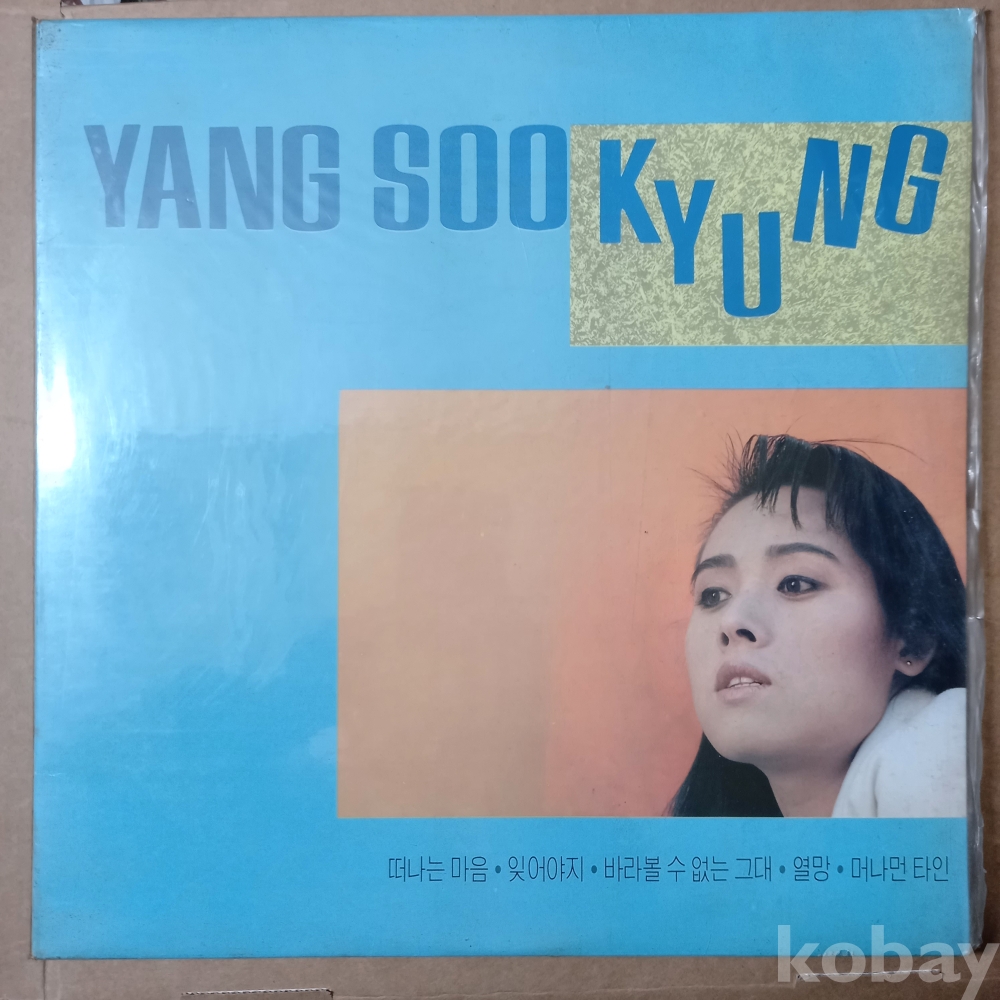 YANG SOO KYUNG
떠나는 마음 • 잊어야지 • 바라볼 수 없는 그대 • 열망 • 머나먼 타인
kobay